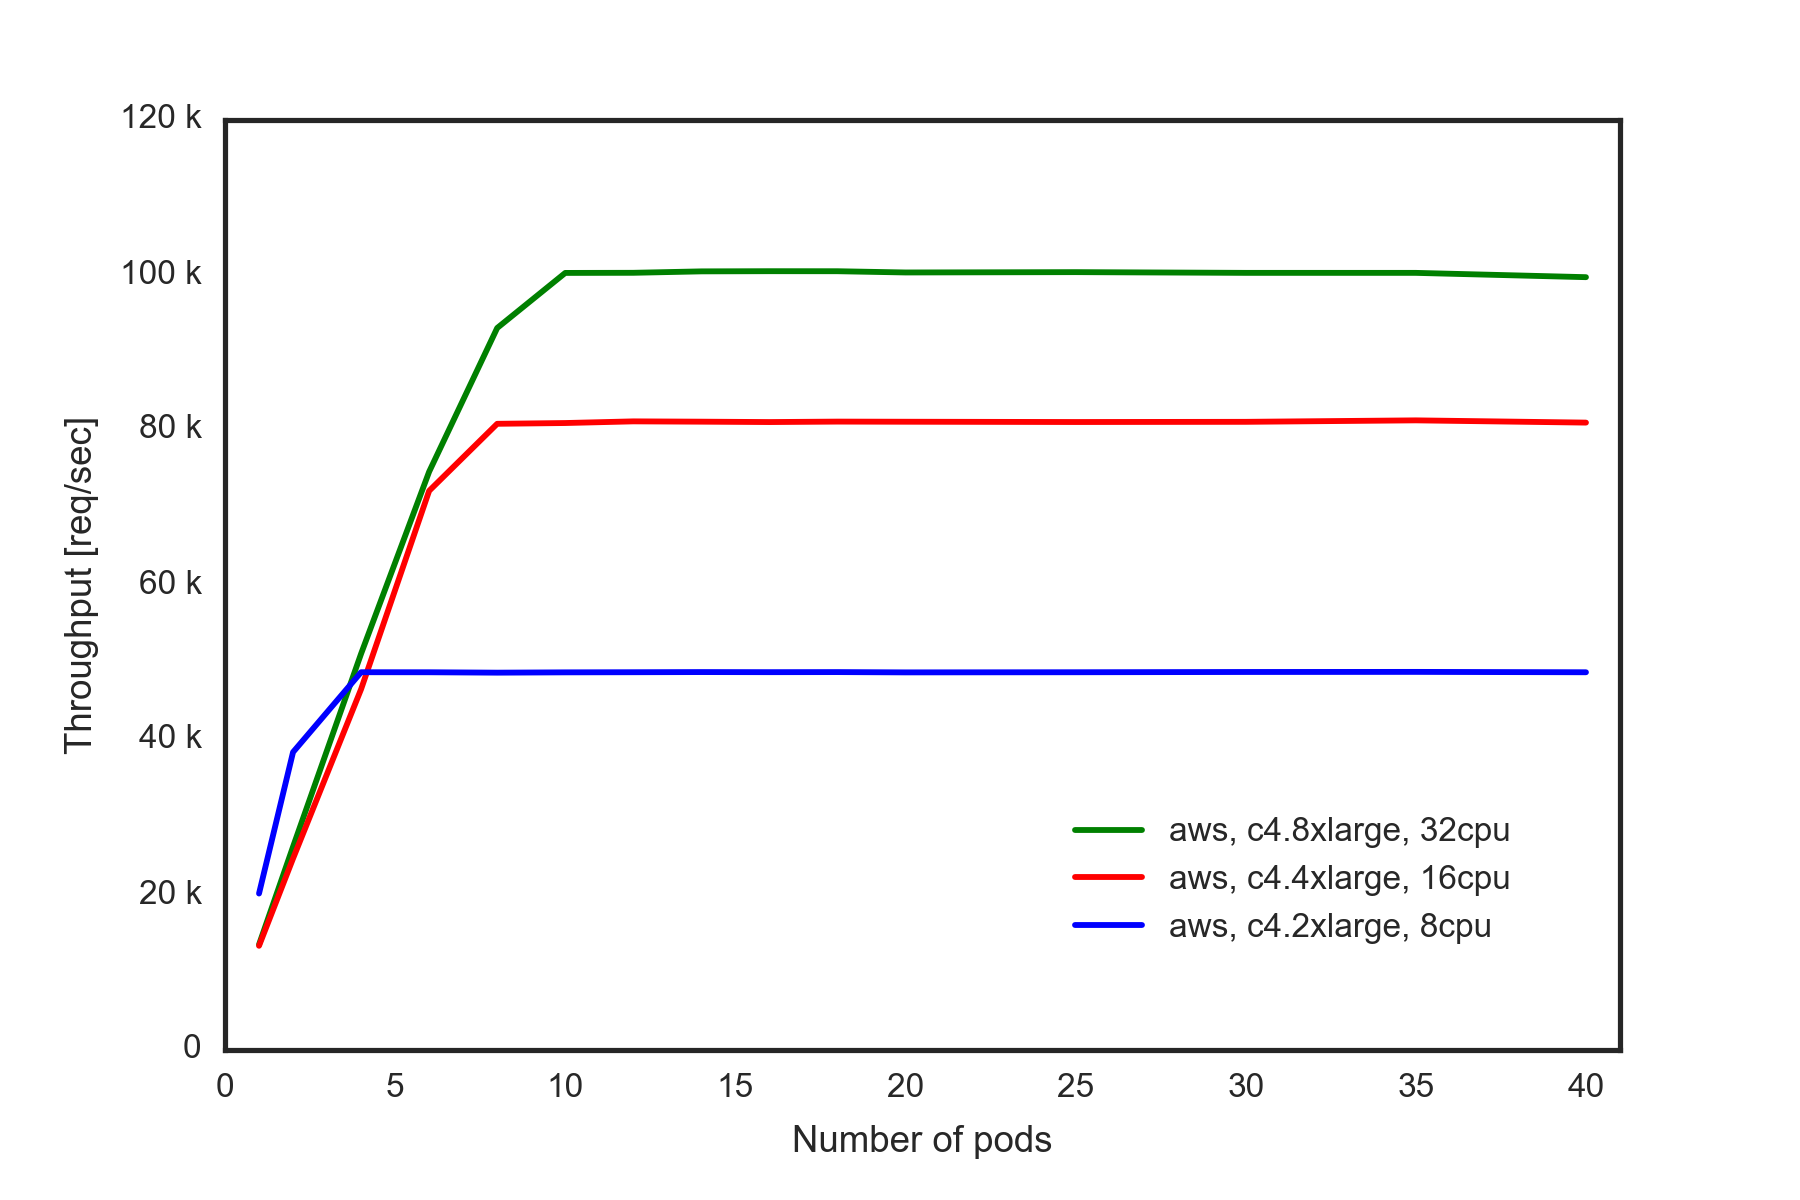 120 k
100 k
80 k
60 k
40 k
20 k
0
Throughput [req/sec]
aws, c4.8xlarge, 32cpu
aws, c4.4xlarge, 16cpu
aws, c4.2xlarge, 8cpu
0 5 10 15 20 25 30 35 40
Number of pods